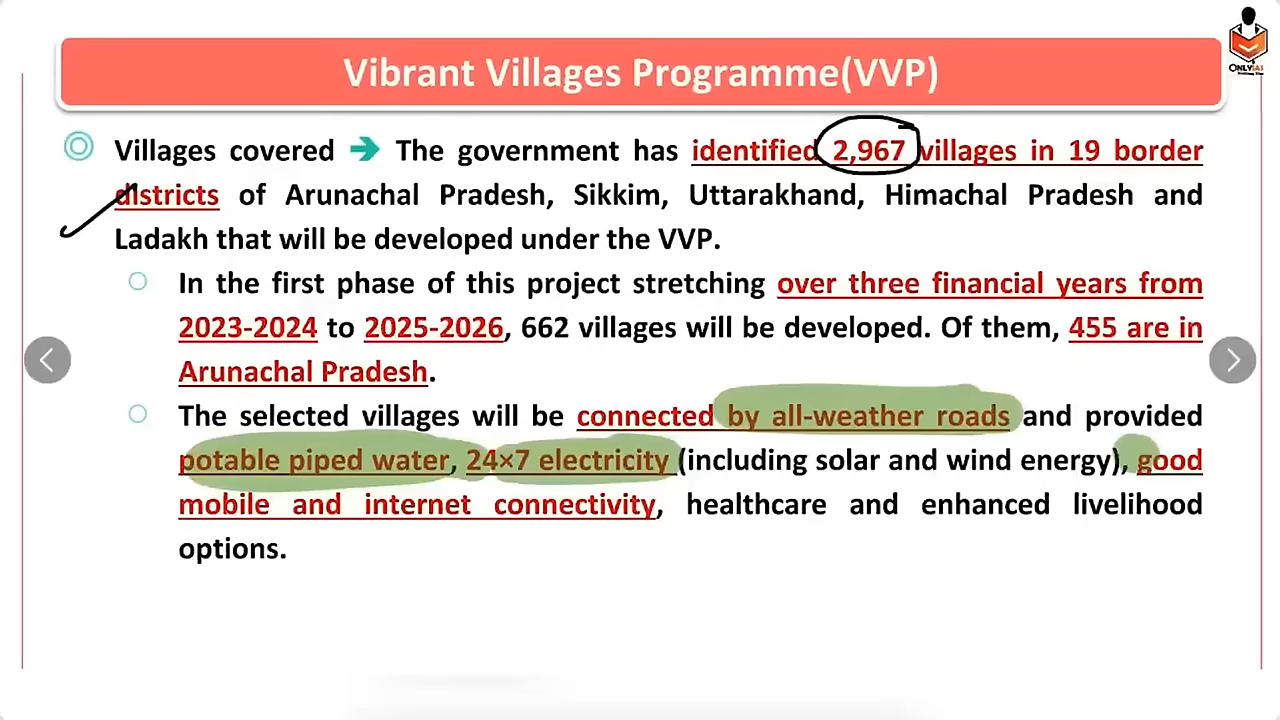 Vibrant Villages Programme(VVP)
ONLYIAS
Villages covered ➔ The government has identified 2,967 villages in 19 border
districts of Arunachal Pradesh, Sikkim, Uttarakhand, Himachal Pradesh and
Ladakh that will be developed under the VVP.
In the first phase of this project stretching over three financial years from
2023-2024 to 2025-2026, 662 villages will be developed. Of them, 455 are in
Arunachal Pradesh.
The selected villages will be connected by all-weather roads and provided
potable piped water, 24×7 electricity (including solar and wind energy), good
mobile and internet connectivity, healthcare and enhanced livelihood
options.